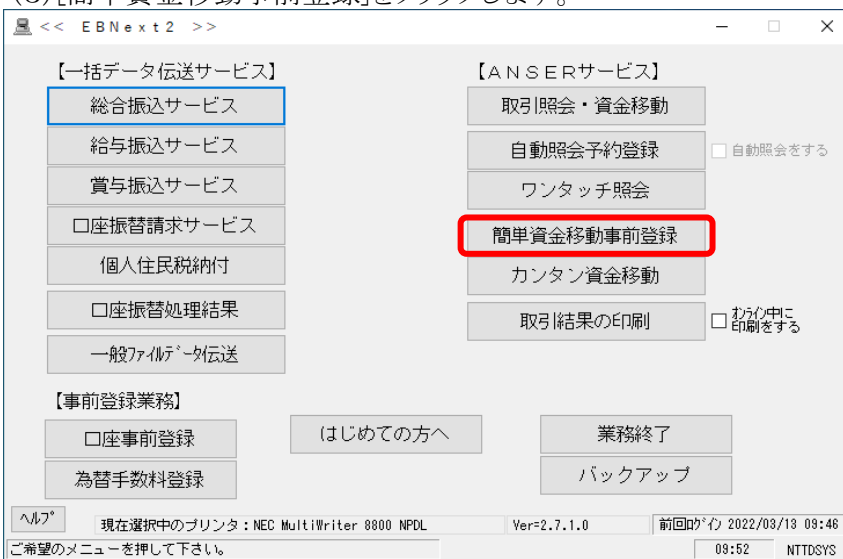 (3)[簡単資金移動事前登録]をクリックします。
<< EBNext2 >>
【一括データ伝送サービス】
総合振込サービス
給与振込サービス
賞与振込サービス
口座振替請求サービス
個人住民税納付
口座振替処理結果
一般ﾌｧｲﾙﾃﾞｰﾀ伝送
【ANSERサービス】
取引照会・資金移動
自動照会予約登録
自動照会をする
ワンタッチ照会
簡単資金移動事前登録
カンタン資金移動
取引結果の印刷
ｵﾝﾗｲﾝ中に
印刷をする
【事前登録業務】
口座事前登録
為替手数料登録
はじめての方へ
業務終了
バックアップ
ﾍﾙﾌﾟ
現在選択中のプリンタ：NEC MultiWriter 8800 NPDL
Ver=2.7.1.0
前回ﾛｸﾞｲﾝ 2022/03/13 09:46
ご希望のメニューを押して下さい。
09:52
NTTDSYS